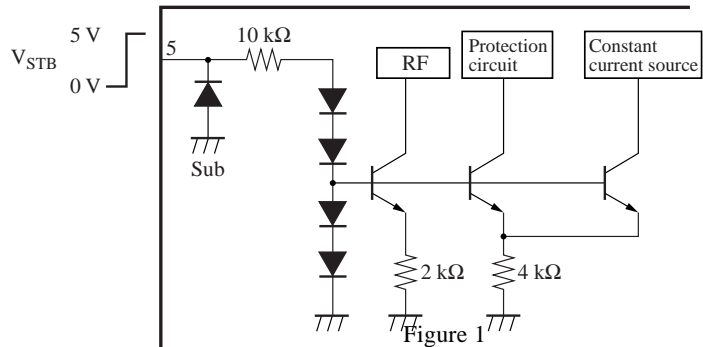 5 V
V_STB
0 V
5
10 kΩ
Sub
RF
Protection
circuit
Constant
current source
2 kΩ
4 kΩ
Figure 1